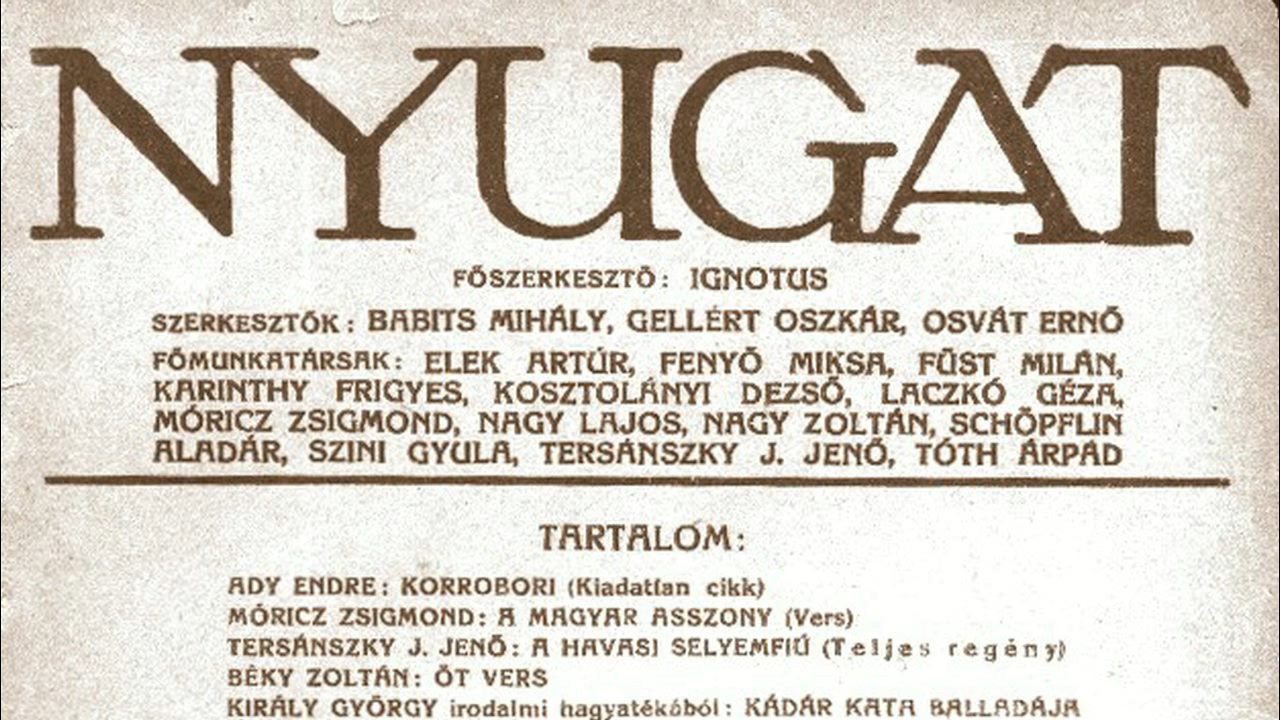 NYUGAT
FŐSZERKESZTŐ: IGNOTUS
SZERKESZTŐK: BABITS MIHÁLY, GELLÉRT OSZKÁR, OSVÁT ERNŐ
FŐMUNKATÁRSAK: ELEK ARTÚR, FENYŐ MIKSA, FÜST MILÁN,
KARINTHY FRIGYES, KOSZTOLÁNYI DEZSŐ, LACZKÓ GÉZA,
MÓRICZ ZSIGMOND, NAGY LAJOS, NAGY ZOLTÁN, SCHÖPFLIN
ALADÁR, SZINI GYULA, TERSÁNSZKY J. JENŐ, TÓTH ÁRPÁD
TARTALOM:
ADY ENDRE: KORROBORI (Kiadatlan cikk)
MÓRICZ ZSIGMOND: A MAGYAR ASSZONY (Vers)
TERSÁNSZKY J. JENŐ: A HAVASI SELYEMFIÚ (Teljes regény)
BÉKY ZOLTÁN: ÖT VERS
KIRÁLY GYÖRGY irodalmi hagyatékából: KÁDÁR KATA BALLADÁJA